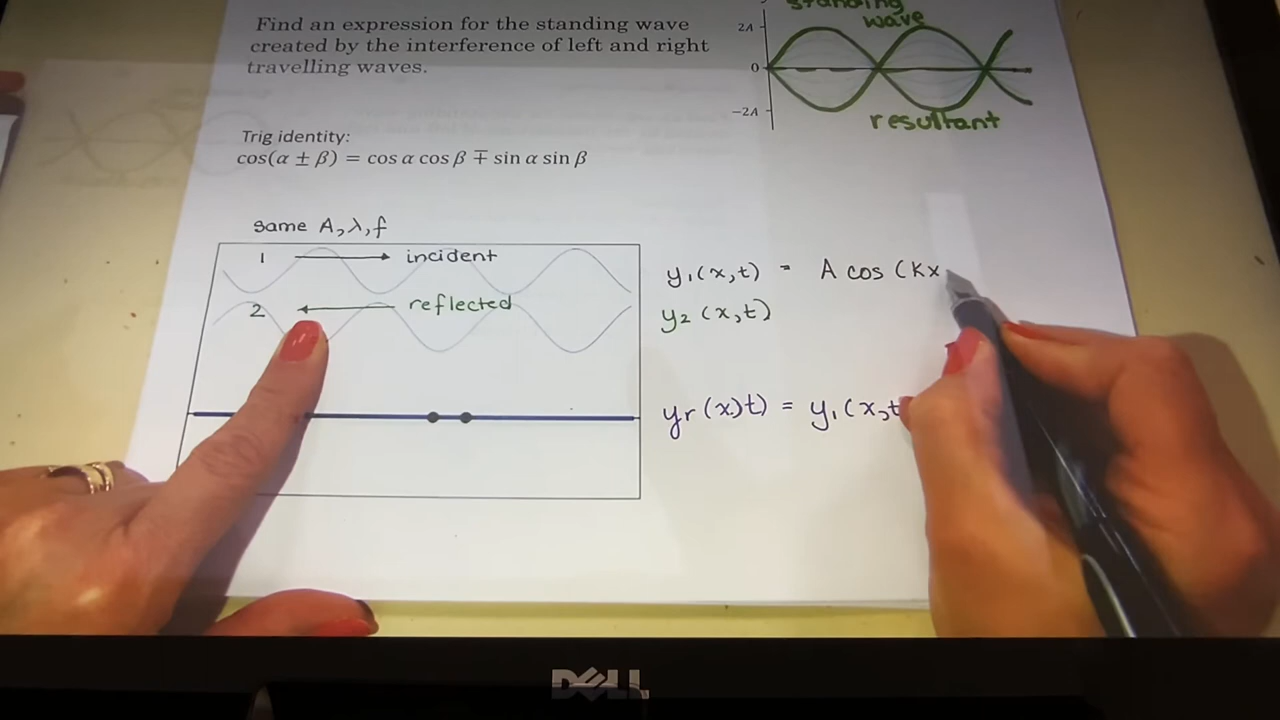 Find an expression for the standing wave
created by the interference of left and right
travelling waves.
standing
wave
2A
0
−2A
resultant
Trig identity:
cos(α ± β) = cos α cos β ∓ sin α sin β
same A, λ, f
1 incident
2 reflected
y₁(x,t) = A cos (Kx
y₂ (x,t)
yr (x,t) = y₁(x,t
DELL